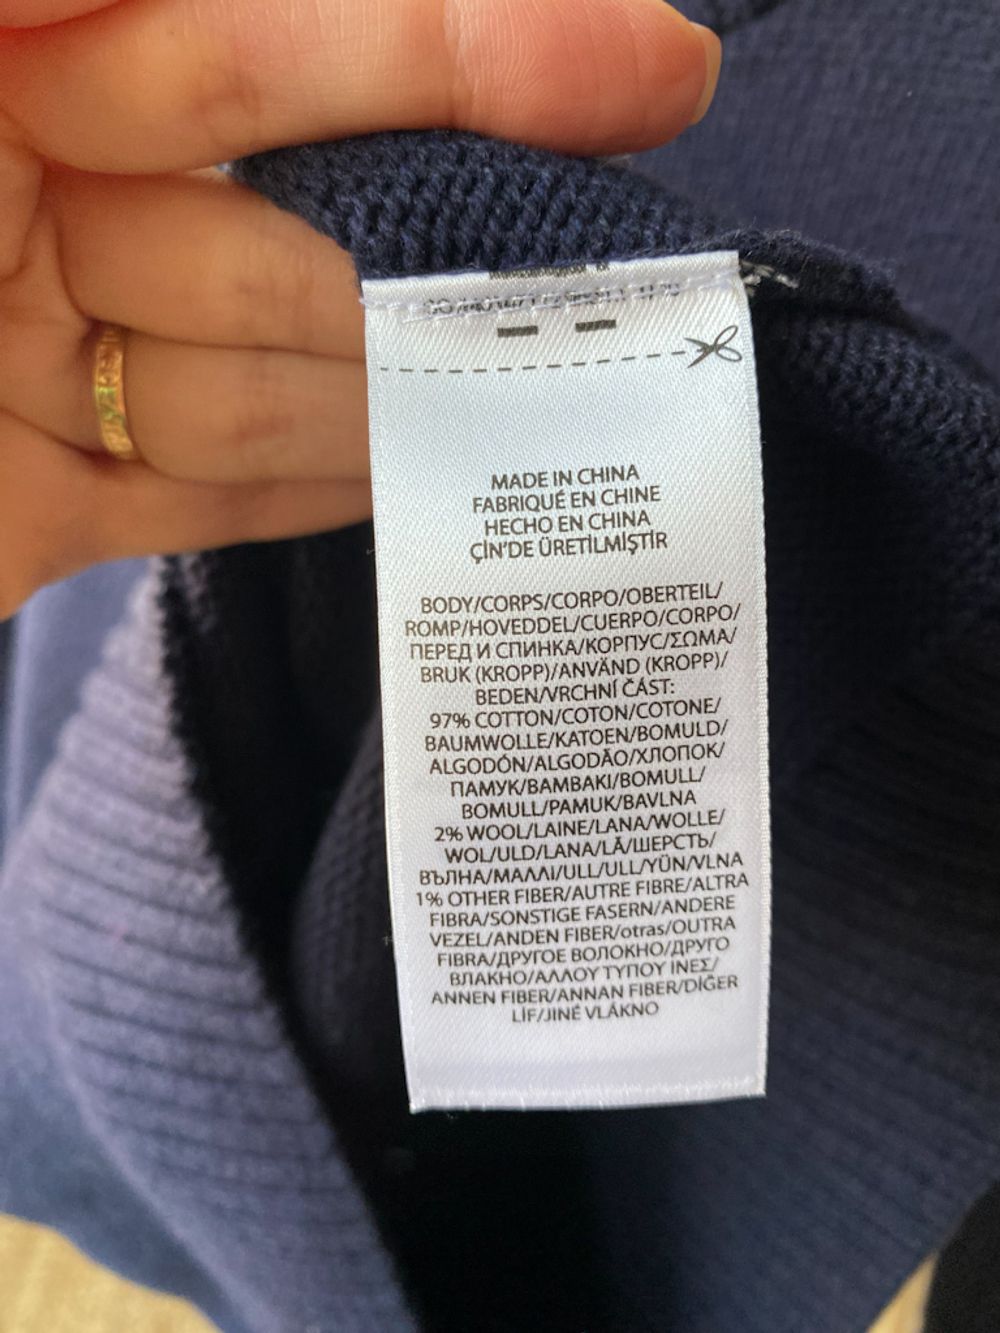 MADE IN CHINA
FABRIQUÉ EN CHINE
HECHO EN CHINA
ÇİN'DE ÜRETİLMİŞTİR
BODY/CORPS/CORPO/OBERTEIL/
ROMP/HOVEDDEL/CUERPO/CORPO/
ПЕРЕД И СПИНКА/КОРПУС/ΣΩΜΑ/
BRUK (KROPP)/ANVÄND (KROPP)/
BEDEN/VRCHNÍ ČÁST:
97% COTTON/COTON/COTONE/
BAUMWOLLE/KATOEN/BOMULD/
ALGODÓN/ALGODÃO/ХЛОПОК/
ПАМУК/BAMBAKI/BOMULL/
BOMULL/PAMUK/BAVLNA
2% WOOL/LAINE/LANA/WOLLE/
WOL/ULD/LANA/LÃ/ШЕРСТЬ/
ВЪЛНА/ΜΑΛΛΙ/ULL/ULL/YÜN/VLNA
1% OTHER FIBER/AUTRE FIBRE/ALTRA
FIBRA/SONSTIGE FASERN/ANDERE
VEZEL/ANDEN FIBER/otras/OUTRA
FIBRA/ДРУГОЕ ВОЛОКНО/ДРУГО
ВЛАКНО/ΑΛΛΟΥ ΤΥΠΟΥ ΙΝΕΣ/
ANNEN FIBER/ANNAN FIBER/DİĞER
LİF/JINÉ VLÁKNO